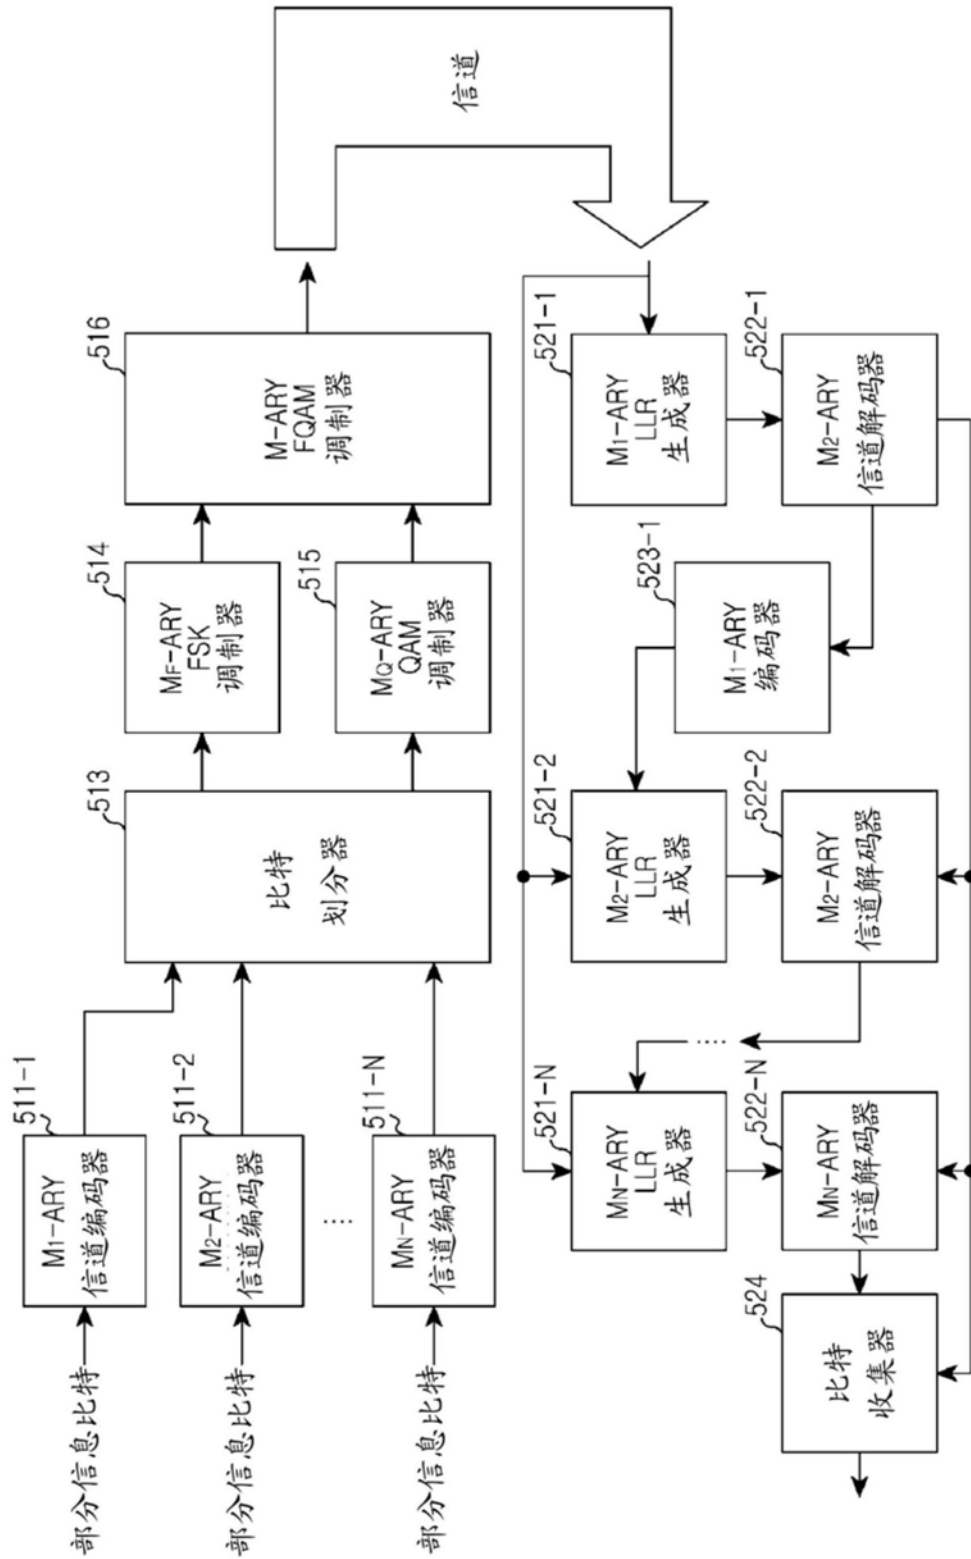 部分信息比特
M1-ARY
信道编码器
511-1
部分信息比特
M2-ARY
信道编码器
511-2
部分信息比特
MN-ARY
信道编码器
511-N
比特
划分器
513
MF-ARY
FSK
调制器
514
MQ-ARY
QAM
调制器
515
M-ARY
FQAM
调制器
516
信道
M1-ARY
LLR
生成器
521-1
M2-ARY
信道解码器
522-1
M1-ARY
编码器
523-1
M2-ARY
LLR
生成器
521-2
M2-ARY
信道解码器
522-2
MN-ARY
LLR
生成器
521-N
MN-ARY
信道解码器
522-N
比特
收集器
524